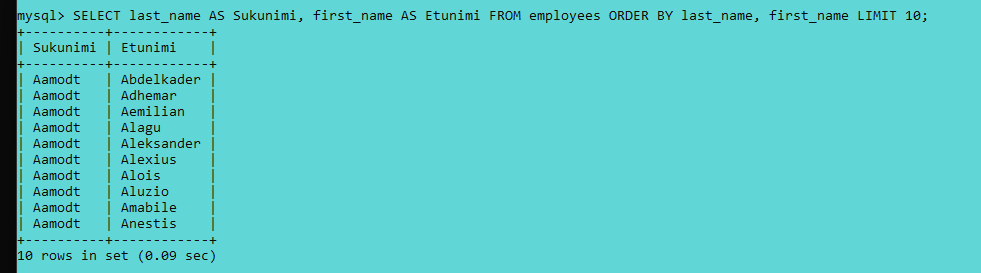 mysql> SELECT last_name AS Sukunimi, first_name AS Etunimi FROM employees ORDER BY last_name, first_name LIMIT 10;
+----------+------------+
| Sukunimi | Etunimi    |
+----------+------------+
| Aamodt   | Abdelkader |
| Aamodt   | Adhemar    |
| Aamodt   | Aemilian   |
| Aamodt   | Alagu      |
| Aamodt   | Aleksander |
| Aamodt   | Alexius    |
| Aamodt   | Alois      |
| Aamodt   | Aluzio     |
| Aamodt   | Amabile    |
| Aamodt   | Anestis    |
+----------+------------+
10 rows in set (0.09 sec)